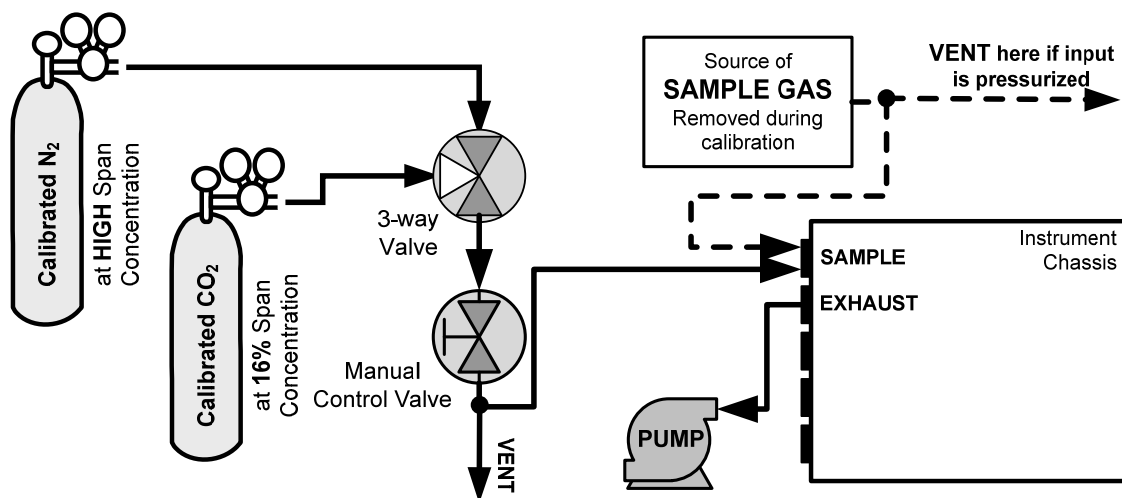 Calibrated N₂
at HIGH Span
Concentration
Calibrated CO₂
at 16% Span
Concentration
3-way
Valve
Manual
Control Valve
VENT
Source of
SAMPLE GAS
Removed during
calibration
VENT here if input
is pressurized
SAMPLE
EXHAUST
Instrument
Chassis
PUMP